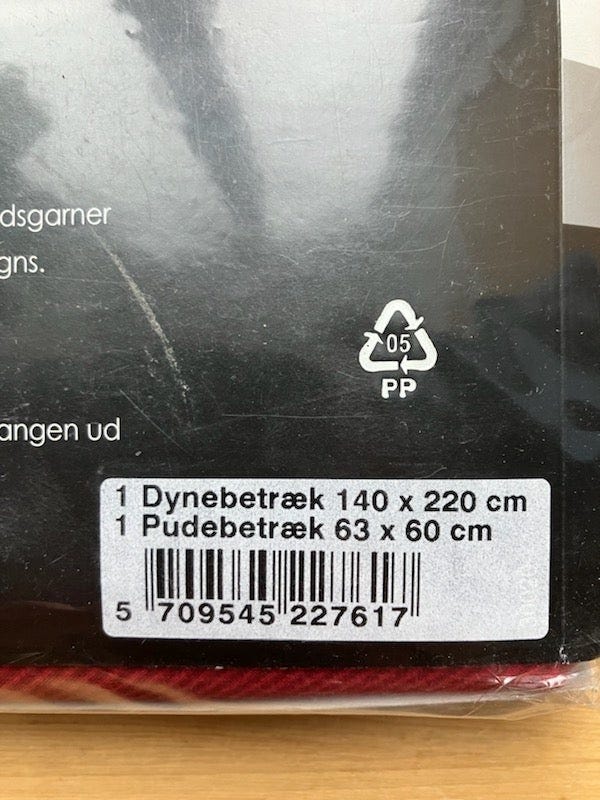 dsgarner
gns.
05
PP
angen ud
1 Dynebetræk 140 x 220 cm
1 Pudebetræk 63 x 60 cm
5 709545 227617